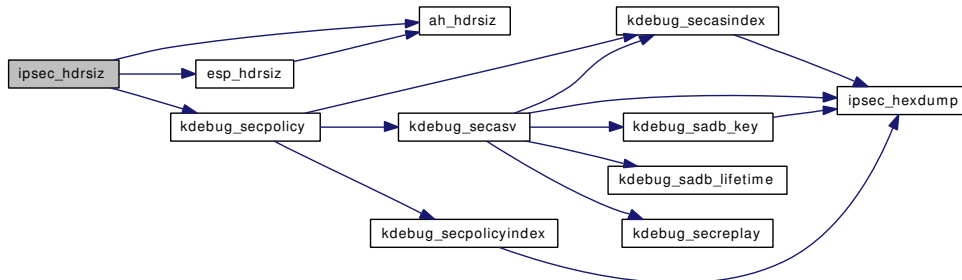 ah_hdrsiz
kdebug_secasindex
ipsec_hdrsiz
esp_hdrsiz
ipsec_hexdump
kdebug_secpolicy
kdebug_secasv
kdebug_sadb_key
kdebug_sadb_lifetime
kdebug_secpolicyindex
kdebug_secreplay